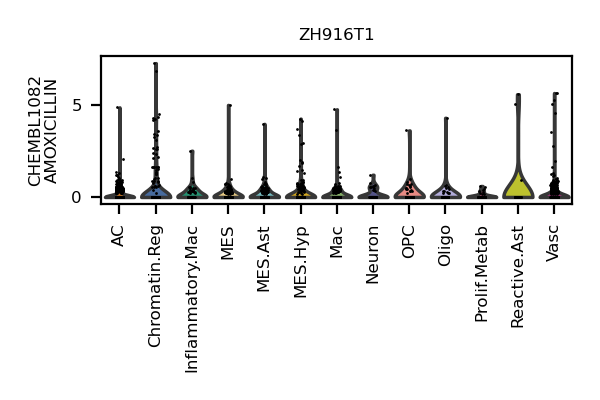 ZH916T1
CHEMBL1082
AMOXICILLIN
5
0
AC
Chromatin.Reg
Inflammatory.Mac
MES
MES.Ast
MES.Hyp
Mac
Neuron
OPC
Oligo
Prolif.Metab
Reactive.Ast
Vasc